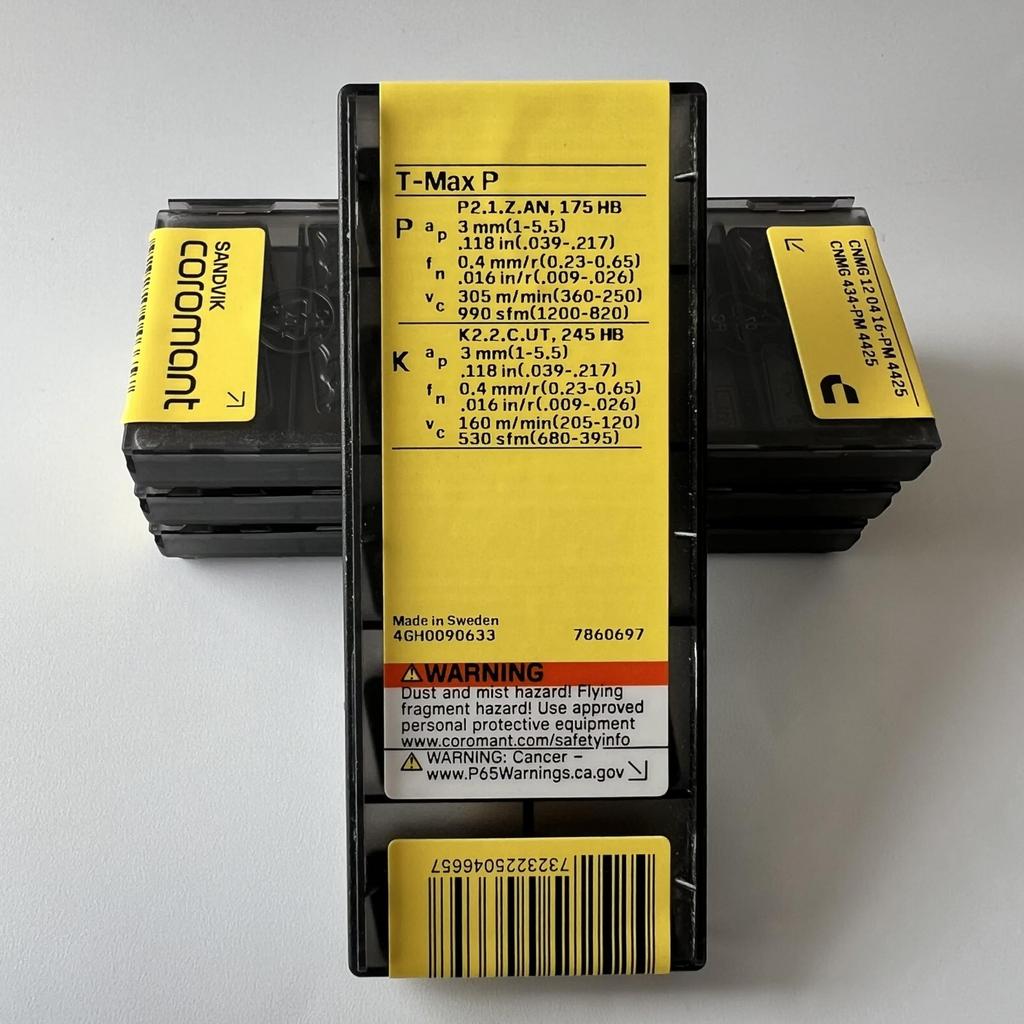 T-Max P
P2.1.Z.AN, 175 HB
P ap 3 mm(1-5.5)
.118 in(.039-.217)
fn 0.4 mm/r(0.23-0.65)
.016 in/r(.009-.026)
vc 305 m/min(360-250)
990 sfm(1200-820)
K2.2.C.UT, 245 HB
K ap 3 mm(1-5.5)
.118 in(.039-.217)
fn 0.4 mm/r(0.23-0.65)
.016 in/r(.009-.026)
vc 160 m/min(205-120)
530 sfm(680-395)
Made in Sweden
4GH0090633 7860697
WARNING
Dust and mist hazard! Flying
fragment hazard! Use approved
personal protective equipment
www.coromant.com/safetyinfo
WARNING: Cancer –
www.P65Warnings.ca.gov
7323225046657
SANDVIK
coromant
CNMG 12 04 16-PM 4425
CNMG 434-PM 4425